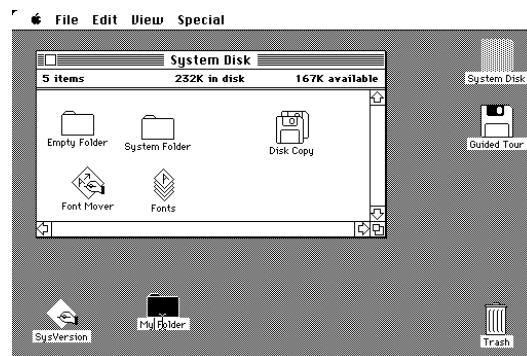 File Edit View Special
System Disk
5 items 232K in disk 167K available
System Disk
Empty Folder System Folder Disk Copy
Guided Tour
Font Mover Fonts
SysVersion My Folder Trash